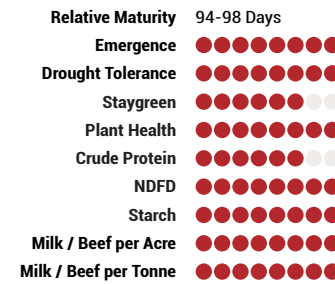 Relative Maturity 94-98 Days
Emergence
Drought Tolerance
Staygreen
Plant Health
Crude Protein
NDFD
Starch
Milk / Beef per Acre
Milk / Beef per Tonne